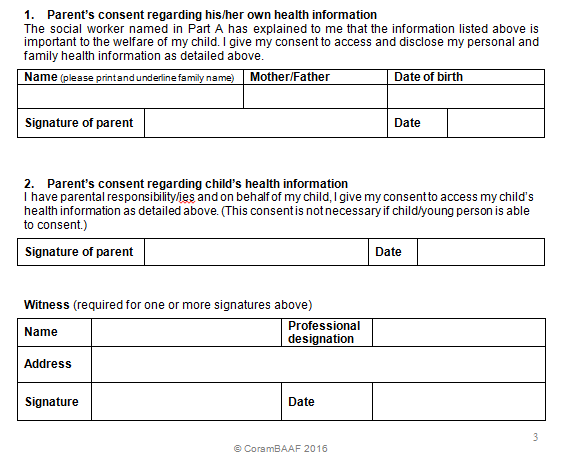 1. Parent's consent regarding his/her own health information
The social worker named in Part A has explained to me that the information listed above is
important to the welfare of my child. I give my consent to access and disclose my personal and
family health information as detailed above.
Name (please print and underline family name) Mother/Father Date of birth
Signature of parent Date
2. Parent's consent regarding child's health information
I have parental responsibility/ies and on behalf of my child, I give my consent to access my child's
health information as detailed above. (This consent is not necessary if child/young person is able
to consent.)
Signature of parent Date
Witness (required for one or more signatures above)
Name Professional
designation
Address
Signature Date
3
© CoramBAAF 2016